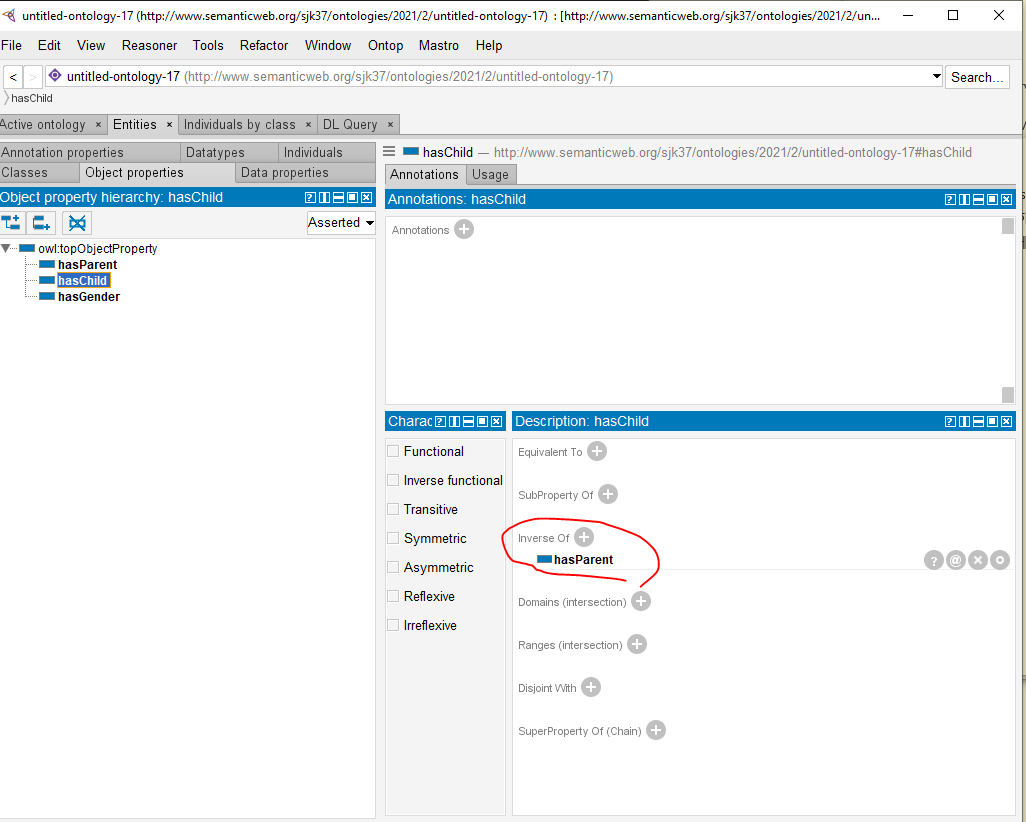 untitled-ontology-17 (http://www.semanticweb.org/sjk37/ontologies/2021/2/untitled-ontology-17) : [http://www.semanticweb.org/sjk37/ontologies/2021/2/un...
File Edit View Reasoner Tools Refactor Window Ontop Mastro Help
< > untitled-ontology-17 (http://www.semanticweb.org/sjk37/ontologies/2021/2/untitled-ontology-17) Search...
hasChild
Active ontology × Entities × Individuals by class × DL Query ×
Annotation properties Datatypes Individuals
Classes Object properties Data properties
Object property hierarchy: hasChild
Asserted
owl:topObjectProperty
hasParent
hasChild
hasGender
hasChild — http://www.semanticweb.org/sjk37/ontologies/2021/2/untitled-ontology-17#hasChild
Annotations Usage
Annotations: hasChild
Annotations
Charac
Functional
Inverse functional
Transitive
Symmetric
Asymmetric
Reflexive
Irreflexive
Description: hasChild
Equivalent To
SubProperty Of
Inverse Of
hasParent
Domains (intersection)
Ranges (intersection)
Disjoint With
SuperProperty Of (Chain)